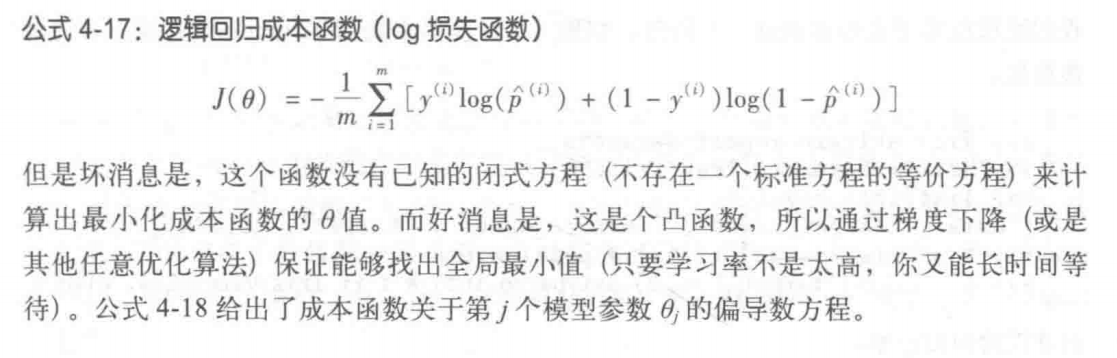 公式 4-17：逻辑回归成本函数（log 损失函数）
J(θ) = -\frac{1}{m}\sum_{i=1}^{m}[y^{(i)}log(p̂^{(i)}) + (1 - y^{(i)})log(1 - p̂^{(i)})]
但是坏消息是，这个函数没有已知的闭式方程（不存在一个标准方程的等价方程）来计
算出最小化成本函数的 θ 值。而好消息是，这是个凸函数，所以通过梯度下降（或是
其他任意优化算法）保证能够找出全局最小值（只要学习率不是太高，你又能长时间等
待）。公式 4-18 给出了成本函数关于第 j 个模型参数 θ_j 的偏导数方程。